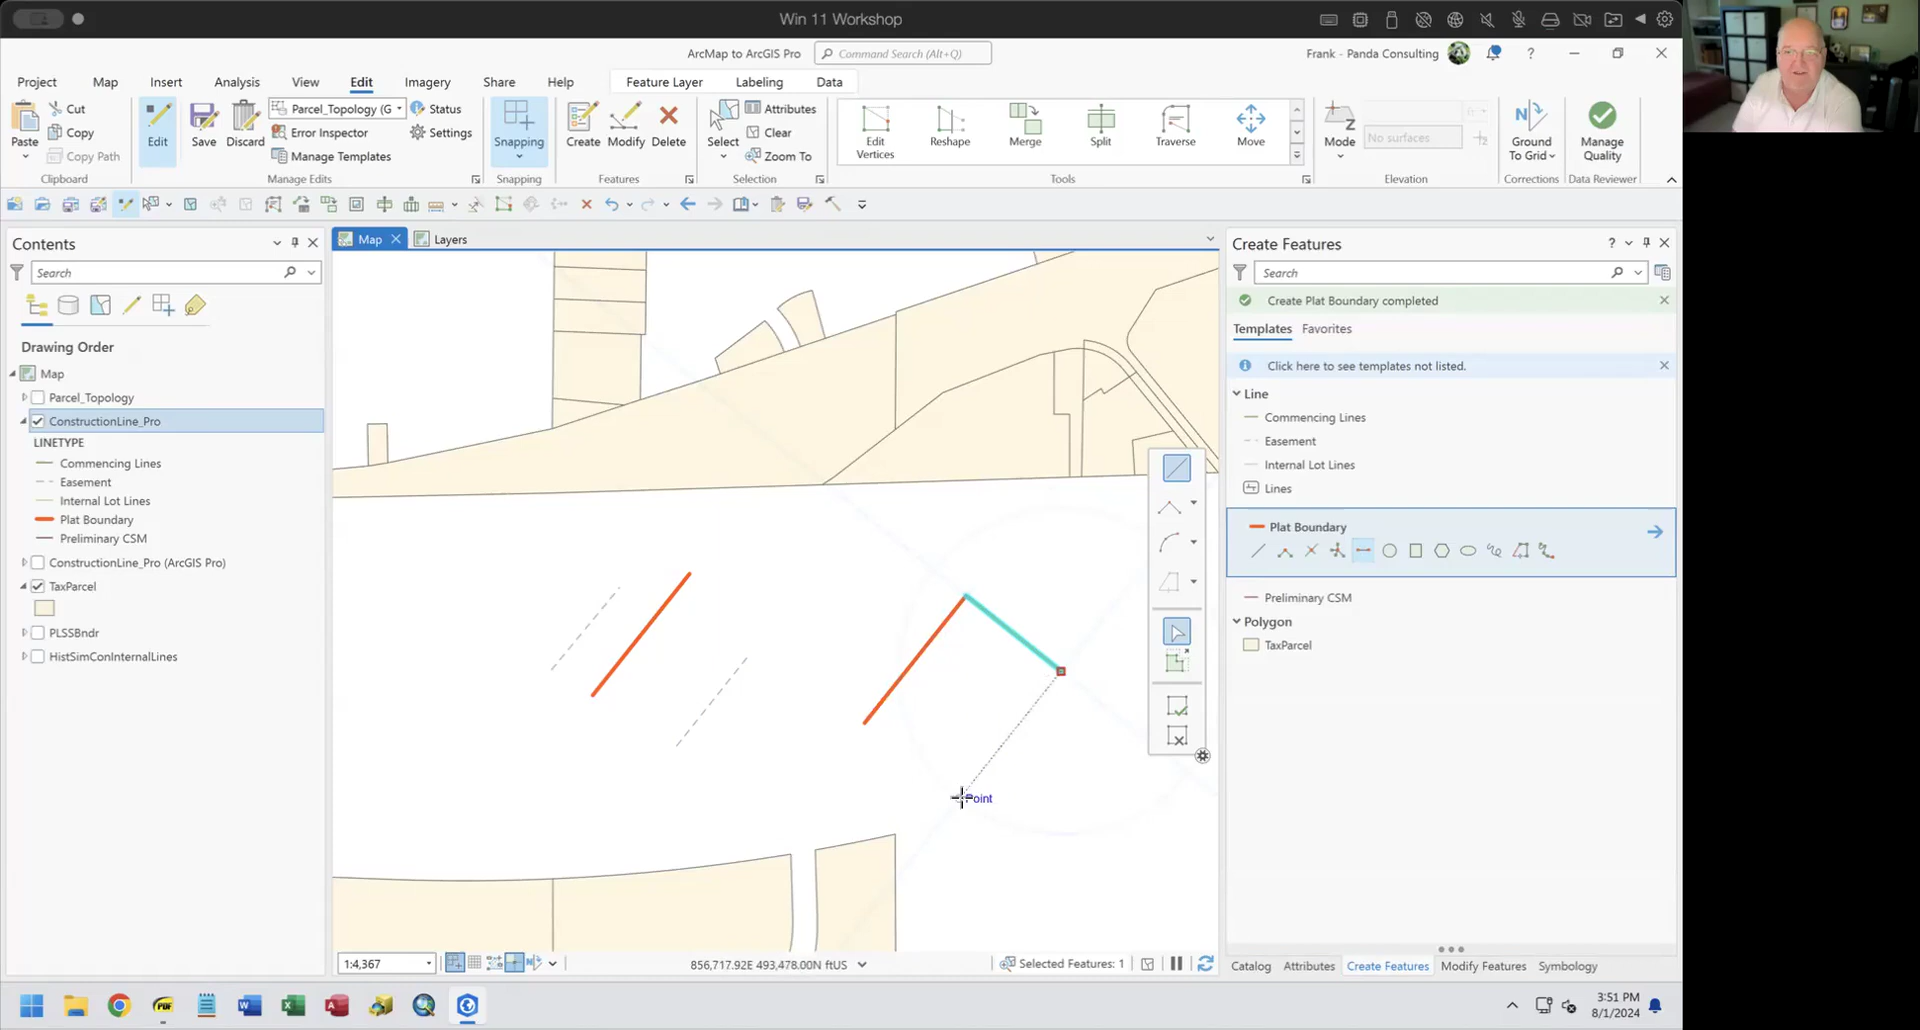 Win 11 Workshop
ArcMap to ArcGIS Pro
Command Search (Alt+Q)
Frank - Panda Consulting
?
Project Map Insert Analysis View Edit Imagery Share Help Feature Layer Labeling Data
Paste
Cut
Copy
Copy Path
Clipboard
Edit
Save
Discard
Parcel_Topology (G
Error Inspector
Manage Templates
Status
Settings
Manage Edits
Snapping
Snapping
Create
Modify
Delete
Features
Select
Attributes
Clear
Zoom To
Selection
Edit
Vertices
Reshape
Merge
Split
Traverse
Move
Tools
Mode
No surfaces
ft
Elevation
Ground
To Grid
Corrections
Manage
Quality
Data Reviewer
Contents
Search
Drawing Order
Map
Parcel_Topology
ConstructionLine_Pro
LINETYPE
Commencing Lines
Easement
Internal Lot Lines
Plat Boundary
Preliminary CSM
ConstructionLine_Pro (ArcGIS Pro)
TaxParcel
PLSSBndr
HistSimConInternalLines
Map
Layers
Point
1:4,367
856,717.92E 493,478.00N ftUS
Selected Features: 1
Create Features
?
Search
Create Plat Boundary completed
Templates Favorites
Click here to see templates not listed.
Line
Commencing Lines
Easement
Internal Lot Lines
Lines
Plat Boundary
Preliminary CSM
Polygon
TaxParcel
Catalog Attributes Create Features Modify Features Symbology
PDF
3:51 PM
8/1/2024